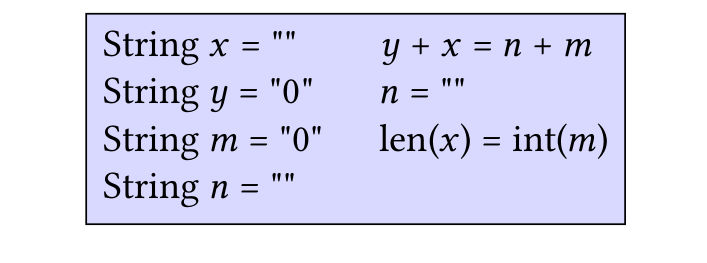 String x = "" y + x = n + m
String y = "0" n = ""
String m = "0" len(x) = int(m)
String n = ""